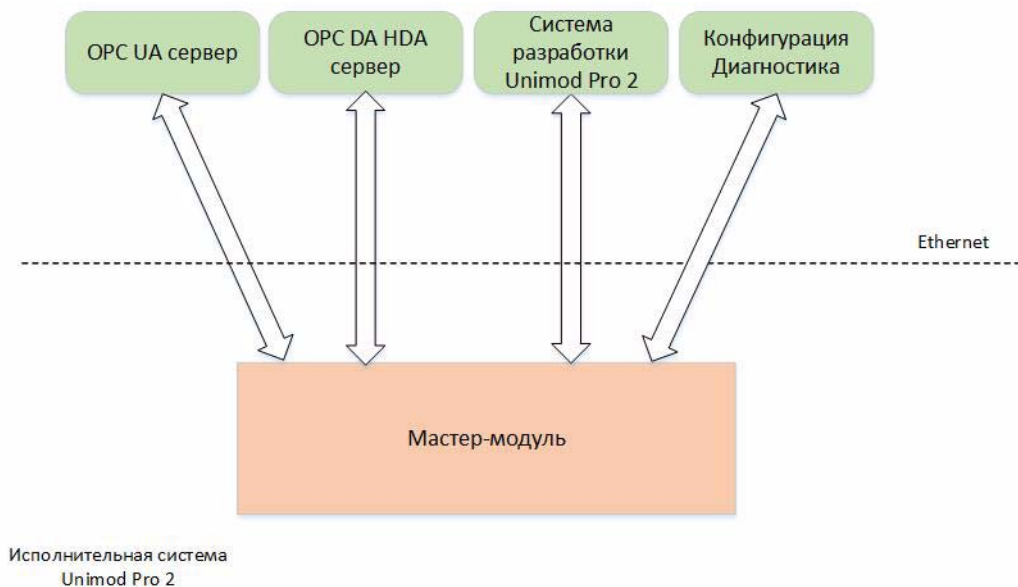 OPC UA сервер
OPC DA HDA
сервер
Система
разработки
Unimod Pro 2
Конфигурация
Диагностика
Ethernet
Мастер-модуль
Исполнительная система
Unimod Pro 2